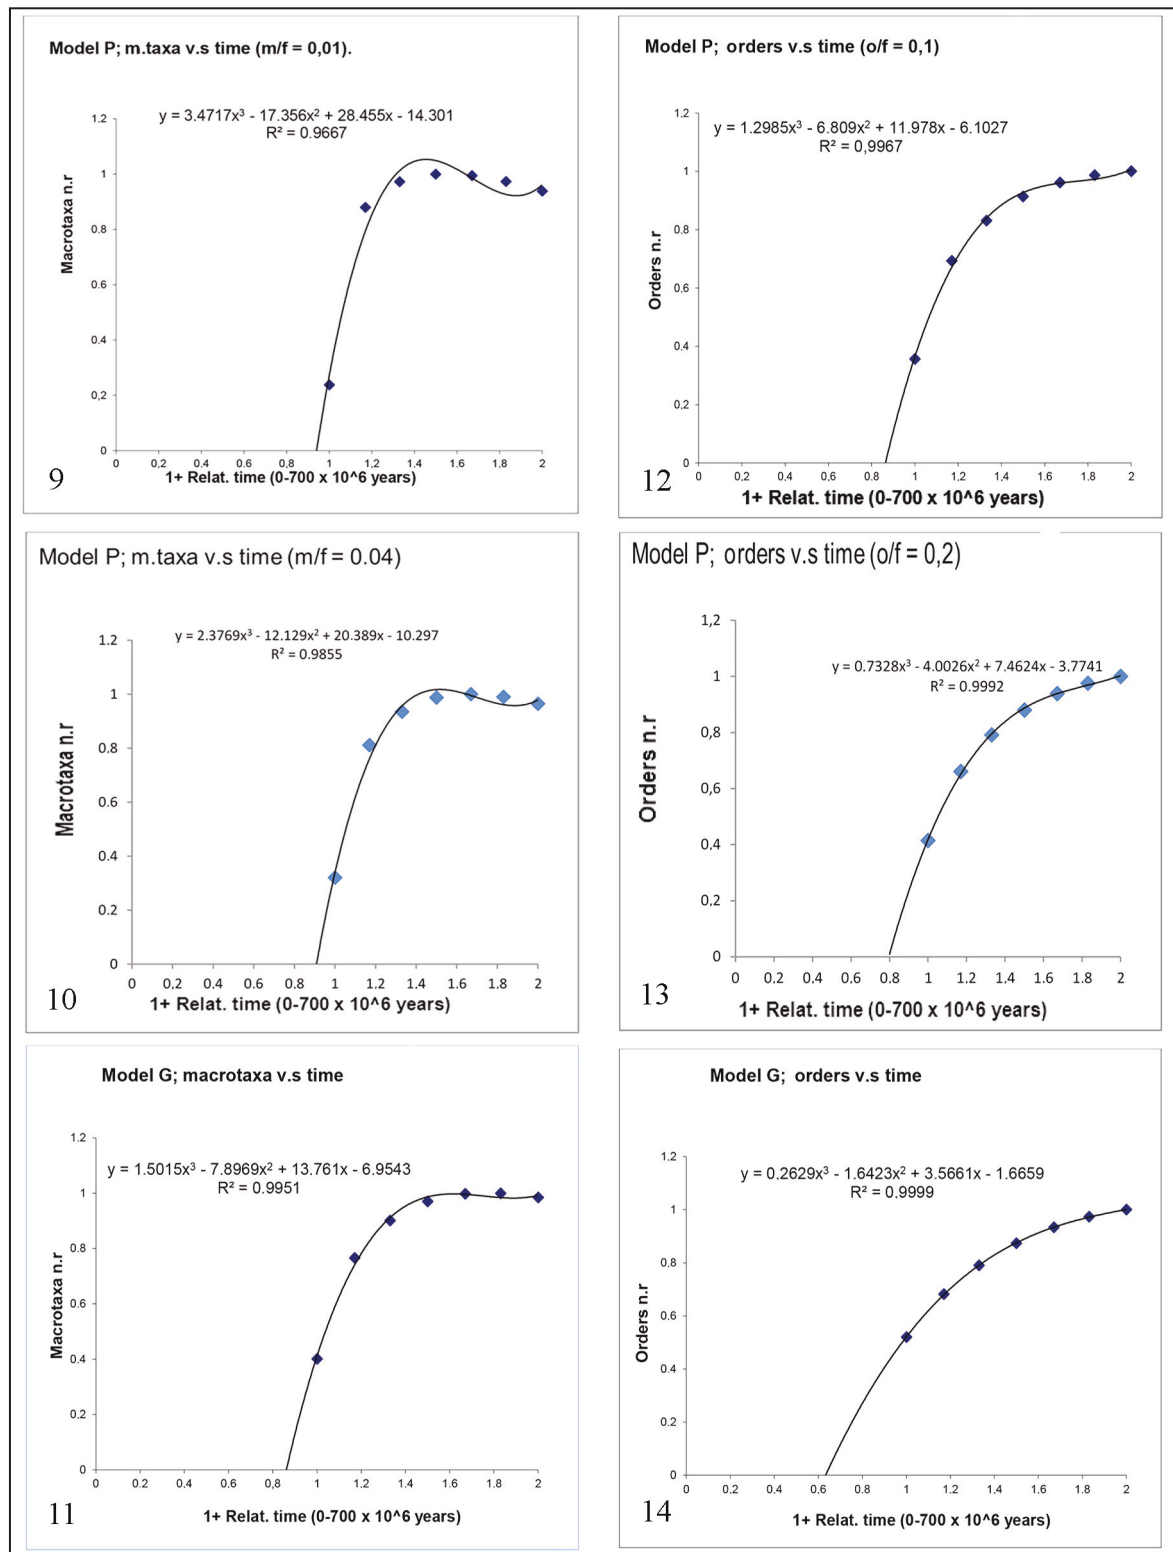 Model P; m.taxa v.s time (m/f = 0,01).
y = 3.4717x³ - 17.356x² + 28.455x - 14.301
R² = 0.9667
Macrotaxa n.r
1.2
1
0.8
0.6
0.4
0,2
0
0 0,2 0.4 0.6 0.8 1 1.2 1.4 1.6 1.8 2
1+ Relat. time (0-700 x 10^6 years)
9
Model P; orders v.s time (o/f = 0,1)
y = 1.2985x³ - 6.809x² + 11.978x - 6.1027
R² = 0,9967
Orders n.r
1.2
1
0.8
0.6
0.4
0,2
0
0 0,2 0.4 0.6 0.8 1 1.2 1.4 1.6 1.8 2
1+ Relat. time (0-700 x 10^6 years)
12
Model P; m.taxa v.s time (m/f = 0.04)
y = 2.3769x³ - 12.129x² + 20.389x - 10.297
R² = 0.9855
Macrotaxa n.r
1.2
1
0.8
0.6
0.4
0.2
0
0 0.2 0.4 0.6 0.8 1 1.2 1.4 1.6 1.8 2
1+ Relat. time (0-700 x 10^6 years)
10
Model P; orders v.s time (o/f = 0,2)
y = 0.7328x³ - 4.0026x² + 7.4624x - 3.7741
R² = 0.9992
Orders n.r
1,2
1
0,8
0,6
0,4
0,2
0
0 0.2 0.4 0.6 0.8 1 1.2 1.4 1.6 1.8 2
1+ Relat. time (0-700 x 10^6 years)
13
Model G; macrotaxa v.s time
y = 1.5015x³ - 7.8969x² + 13.761x - 6.9543
R² = 0.9951
Macrotaxa n.r
1.2
1
0.8
0.6
0.4
0.2
0
0 0.2 0.4 0.6 0.8 1 1.2 1.4 1.6 1.8 2
1+ Relat. time (0-700 x 10^6 years)
11
Model G; orders v.s time
y = 0.2629x³ - 1.6423x² + 3.5661x - 1.6659
R² = 0.9999
Orders n.r
1.2
1
0.8
0.6
0.4
0.2
0
0 0.2 0.4 0.6 0.8 1 1.2 1.4 1.6 1.8 2
1+ Relat. time (0-700 x 10^6 years)
14